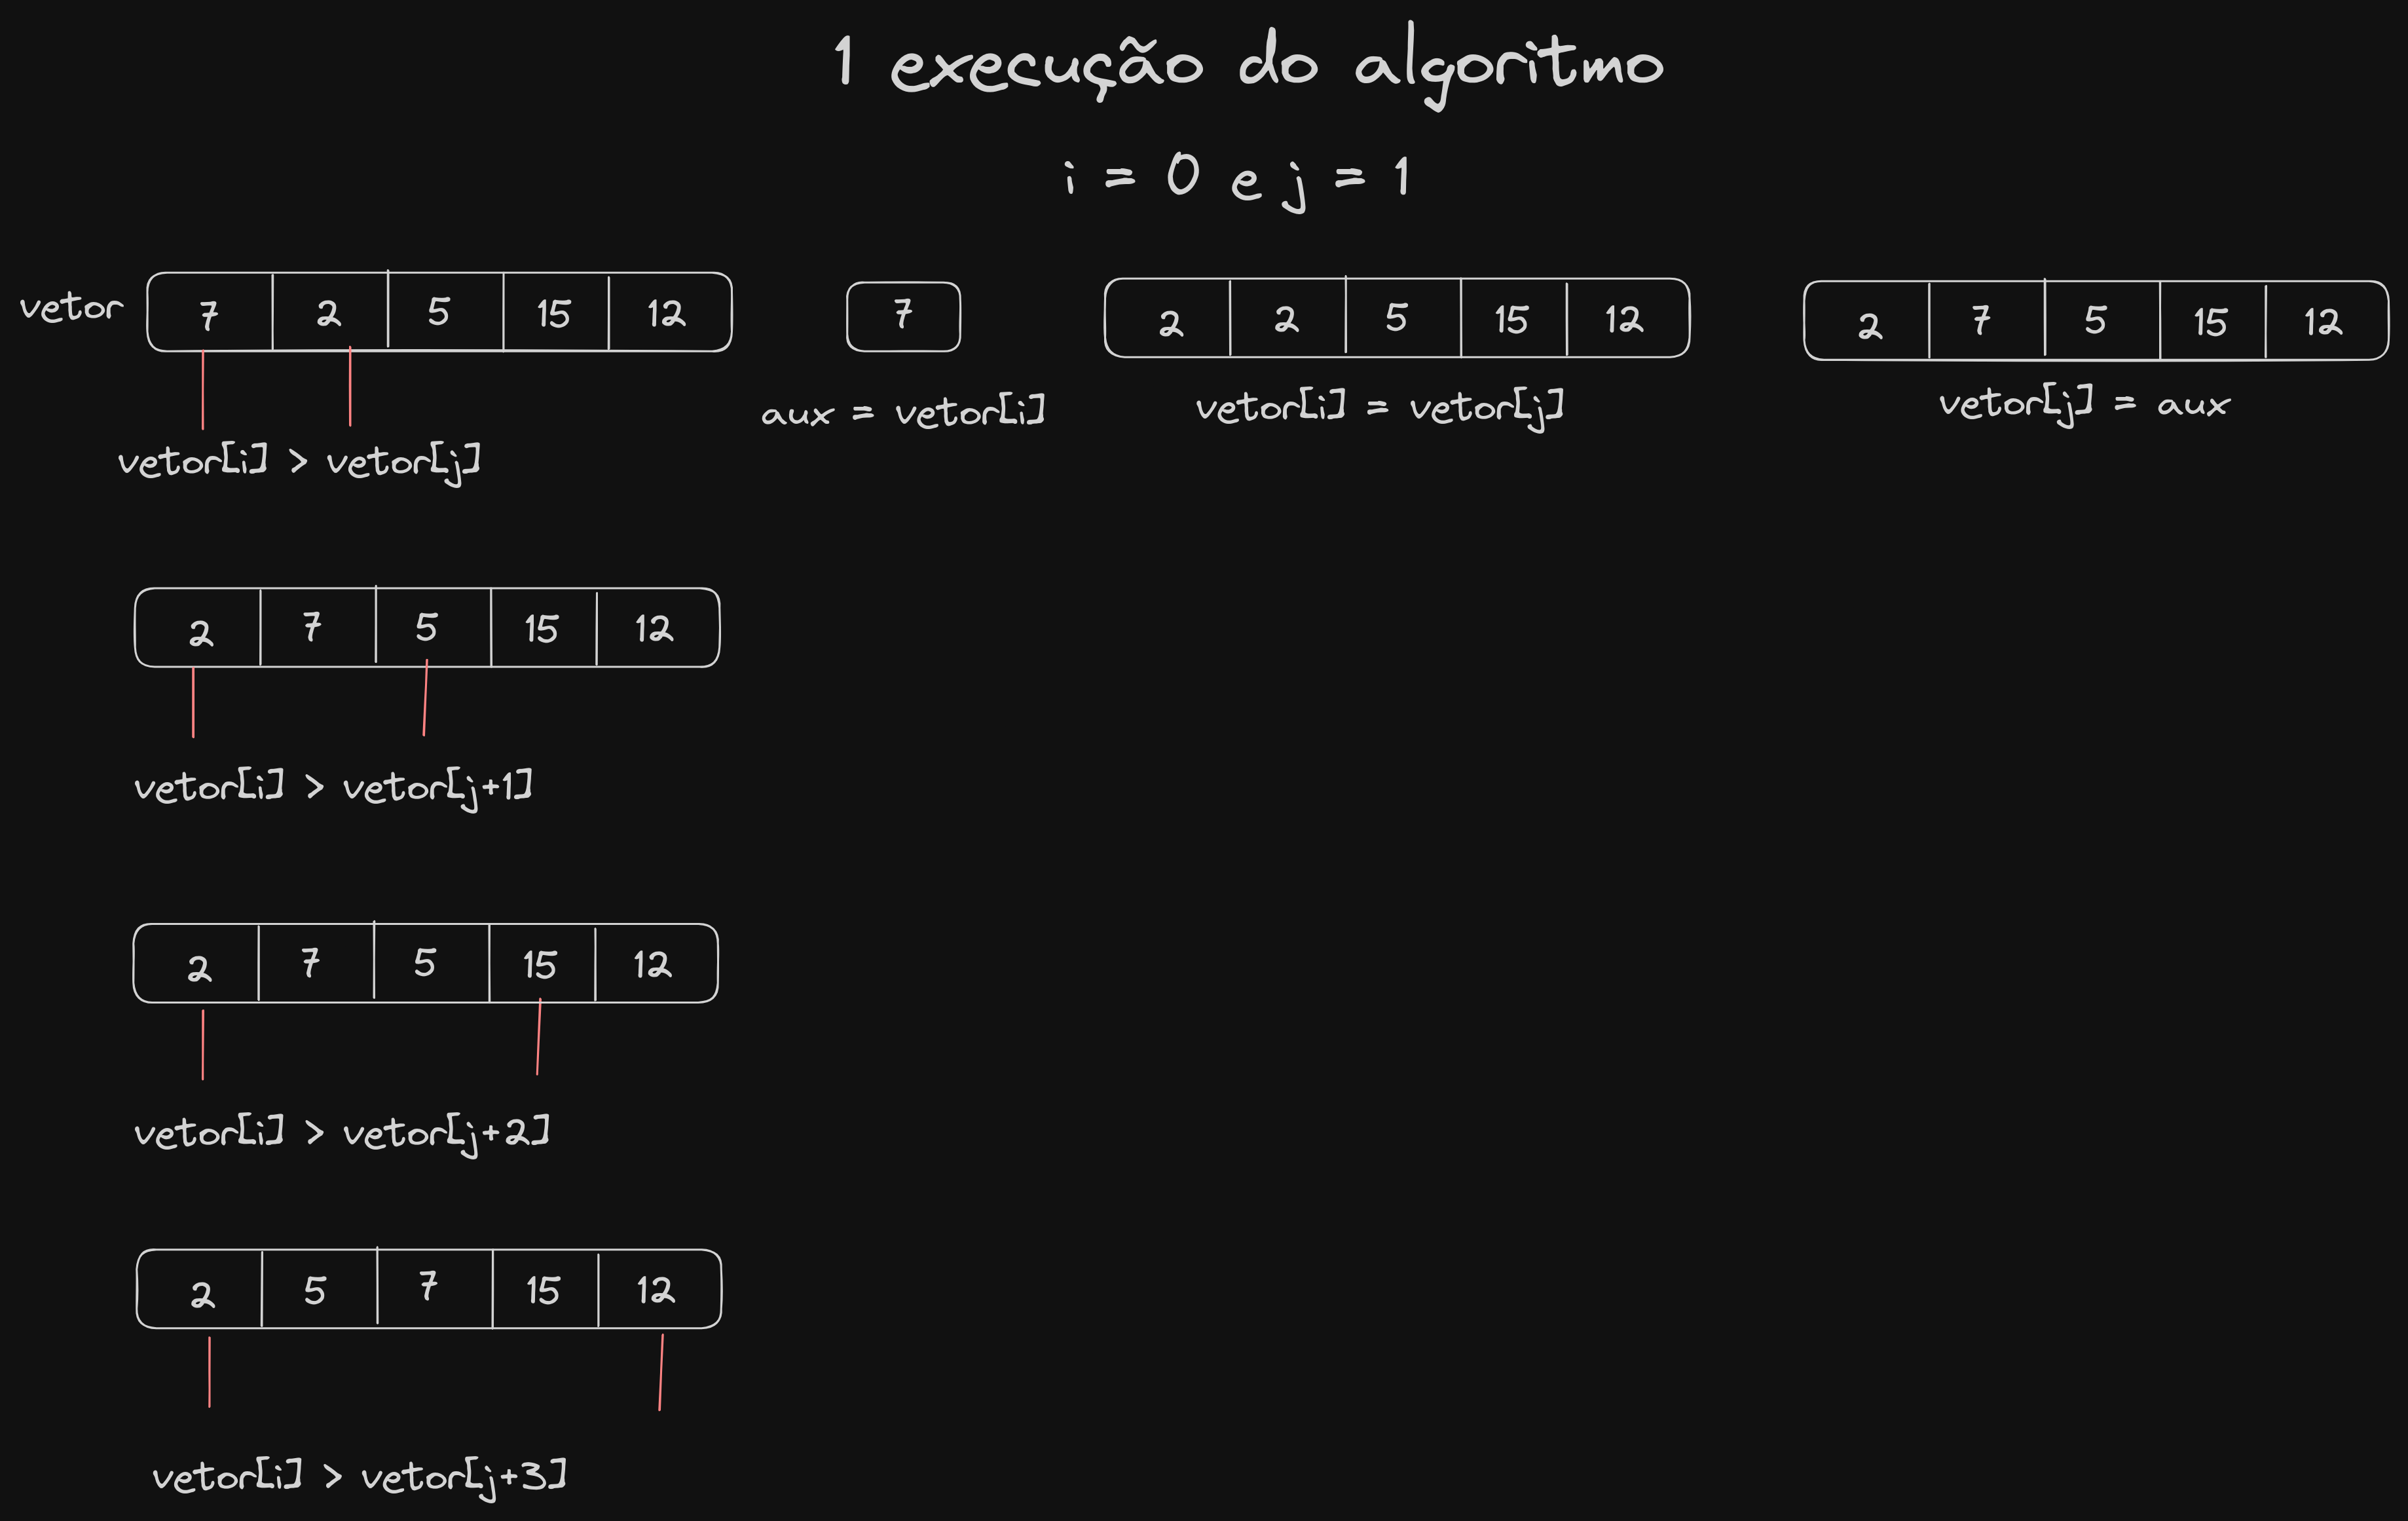 1 execução do algoritmo
i = 0 e j = 1
vetor 7 2 5 15 12
7
2 2 5 15 12
2 7 5 15 12
aux = vetor[i]
vetor[i] = vetor[j]
vetor[j] = aux
vetor[i] > vetor[j]
2 7 5 15 12
vetor[i] > vetor[j+1]
2 7 5 15 12
vetor[i] > vetor[j+2]
2 5 7 15 12
vetor[i] > vetor[j+3]